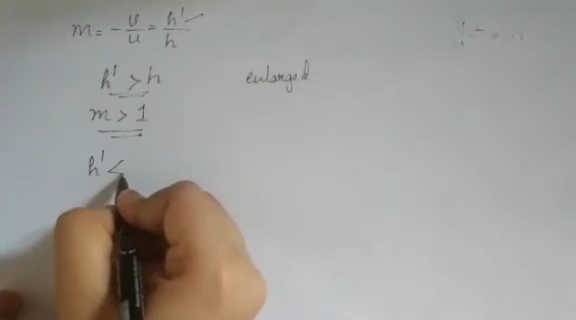 m = - v/u = h'/h ✓
h' > h enlarged
m > 1
h' <